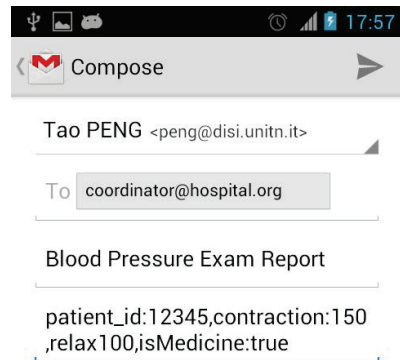 17:57
Compose
Tao PENG <peng@disi.unitn.it>
To coordinator@hospital.org
Blood Pressure Exam Report
patient_id:12345,contraction:150
,relax100,isMedicine:true